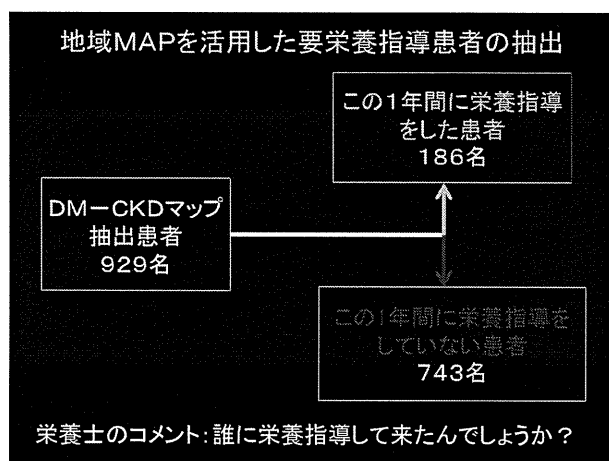 地域MAPを活用した要栄養指導患者の抽出
この1年間に栄養指導
をした患者
186名
DM－CKDマップ
抽出患者
929名
この1年間に栄養指導を
していない患者
743名
栄養士のコメント：誰に栄養指導して来たんでしょうか？